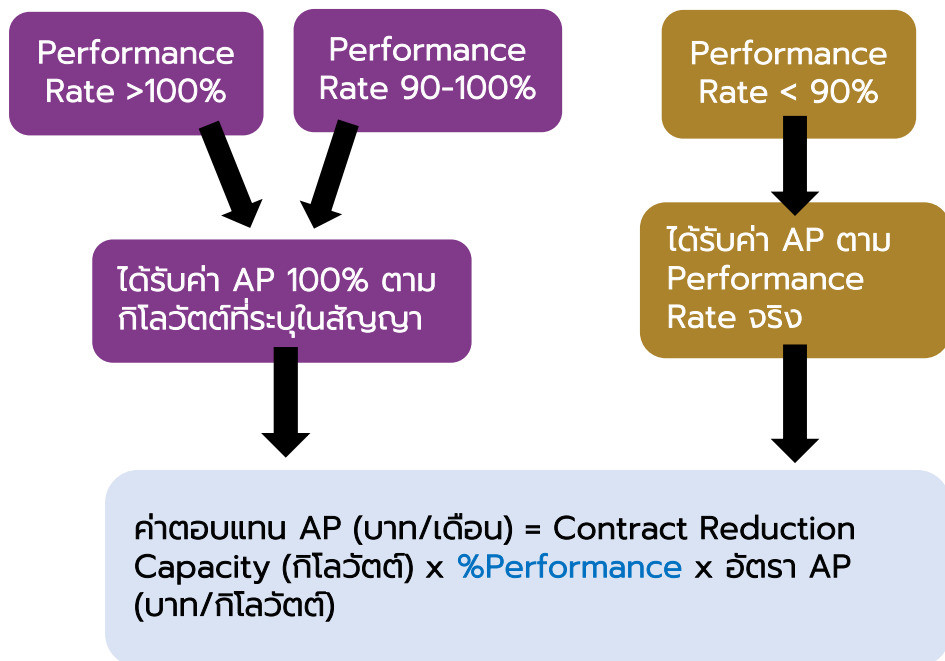 Performance
Rate >100%
Performance
Rate 90-100%
Performance
Rate < 90%
ได้รับค่า AP 100% ตาม
กิโลวัตต์ที่ระบุในสัญญา
ได้รับค่า AP ตาม
Performance
Rate จริง
ค่าตอบแทน AP (บาท/เดือน) = Contract Reduction
Capacity (กิโลวัตต์) x %Performance x อัตรา AP
(บาท/กิโลวัตต์)